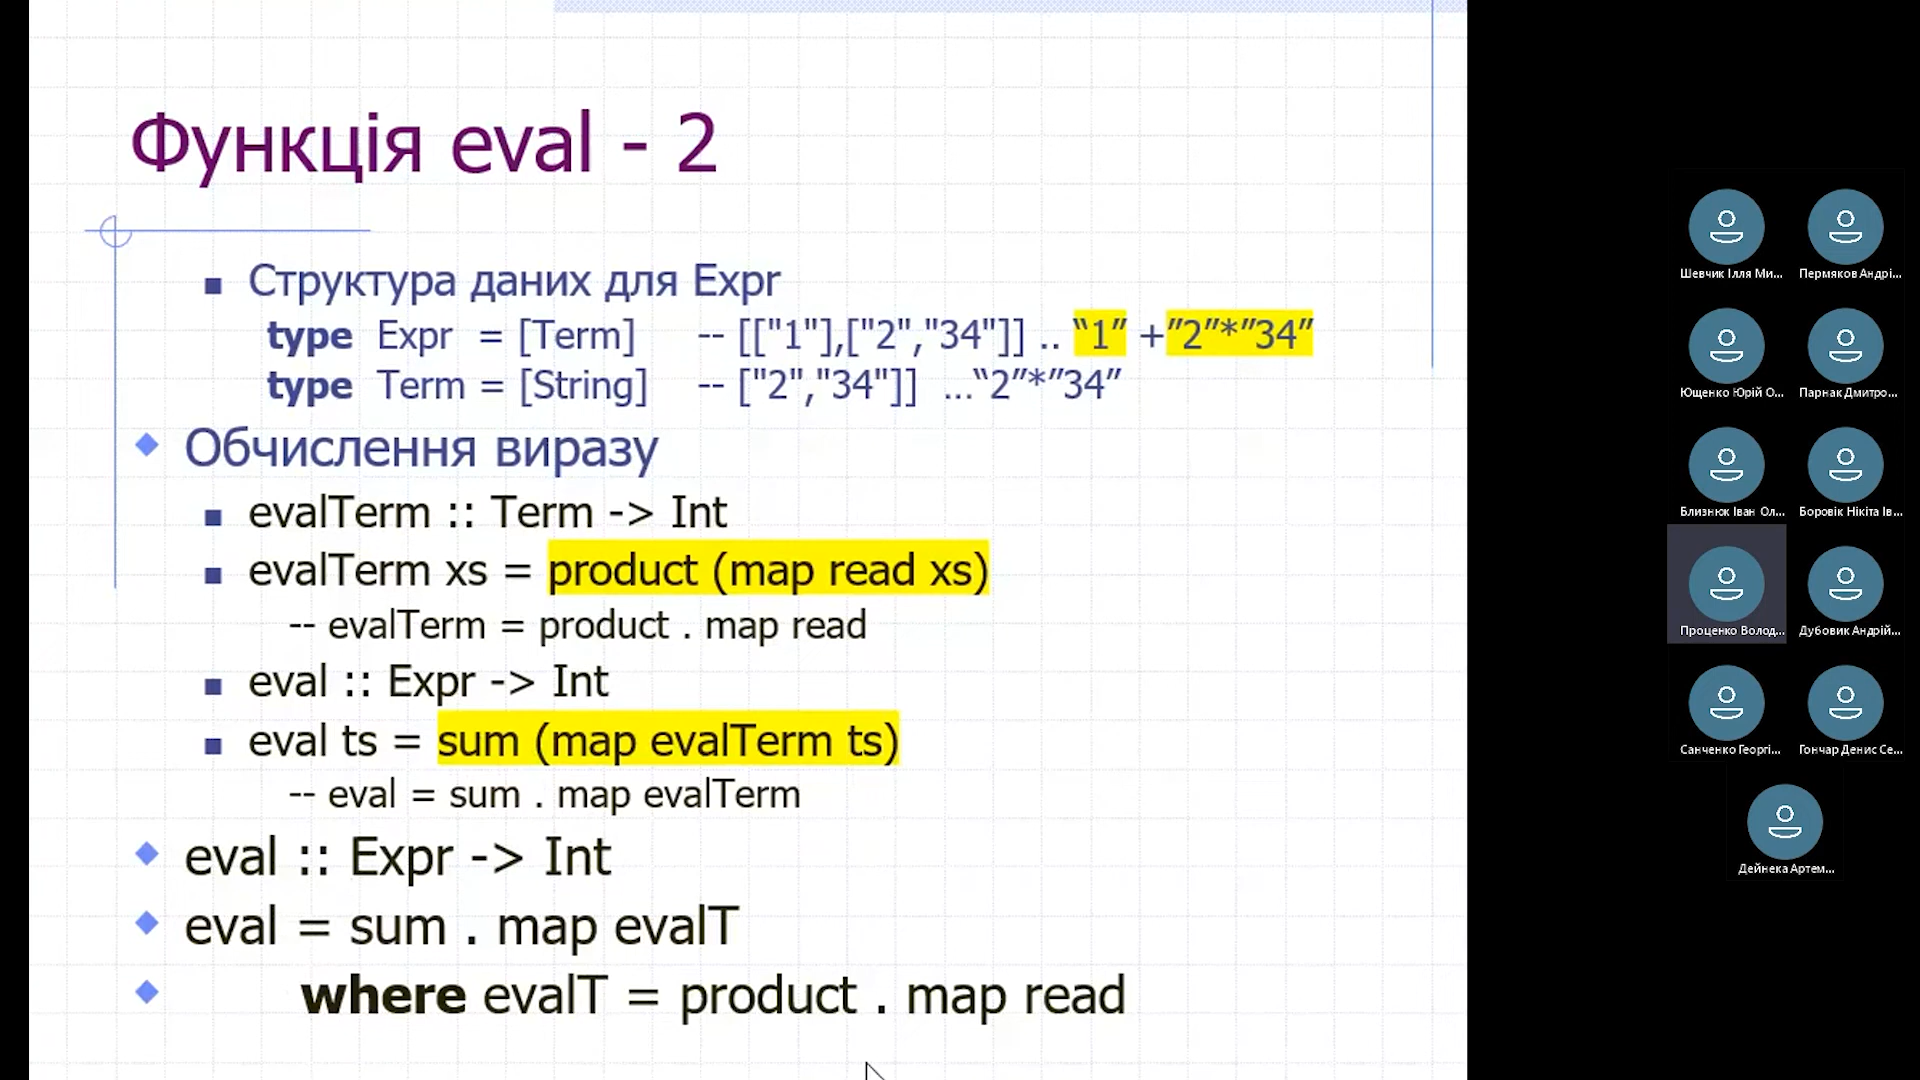 Функція eval - 2
Структура даних для Expr
type Expr = [Term] -- [["1"],["2","34"]] .. “1” +”2”*”34”
type Term = [String] -- ["2","34"]] ...“2”*”34”
Обчислення виразу
evalTerm :: Term -> Int
evalTerm xs = product (map read xs)
-- evalTerm = product . map read
eval :: Expr -> Int
eval ts = sum (map evalTerm ts)
-- eval = sum . map evalTerm
eval :: Expr -> Int
eval = sum . map evalT
where evalT = product . map read
Шевчик Ілля Ми...
Пермяков Андрі...
Ющенко Юрій О...
Парнак Дмитро...
Близнюк Іван Ол...
Боровік Нікіта Ів...
Проценко Волод...
Дубовик Андрій...
Санченко Георгі...
Гончар Денис Се...
Дейнека Артем...